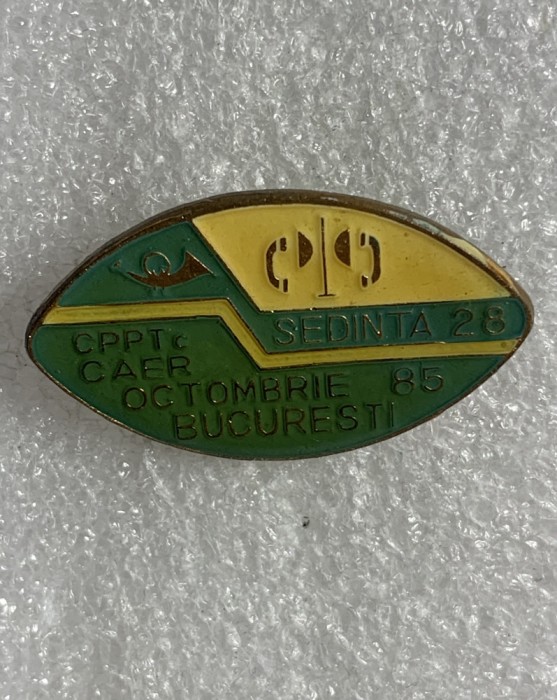 SEDINTA 28
CPPTc
CAER
OCTOMBRIE 85
BUCURESTI